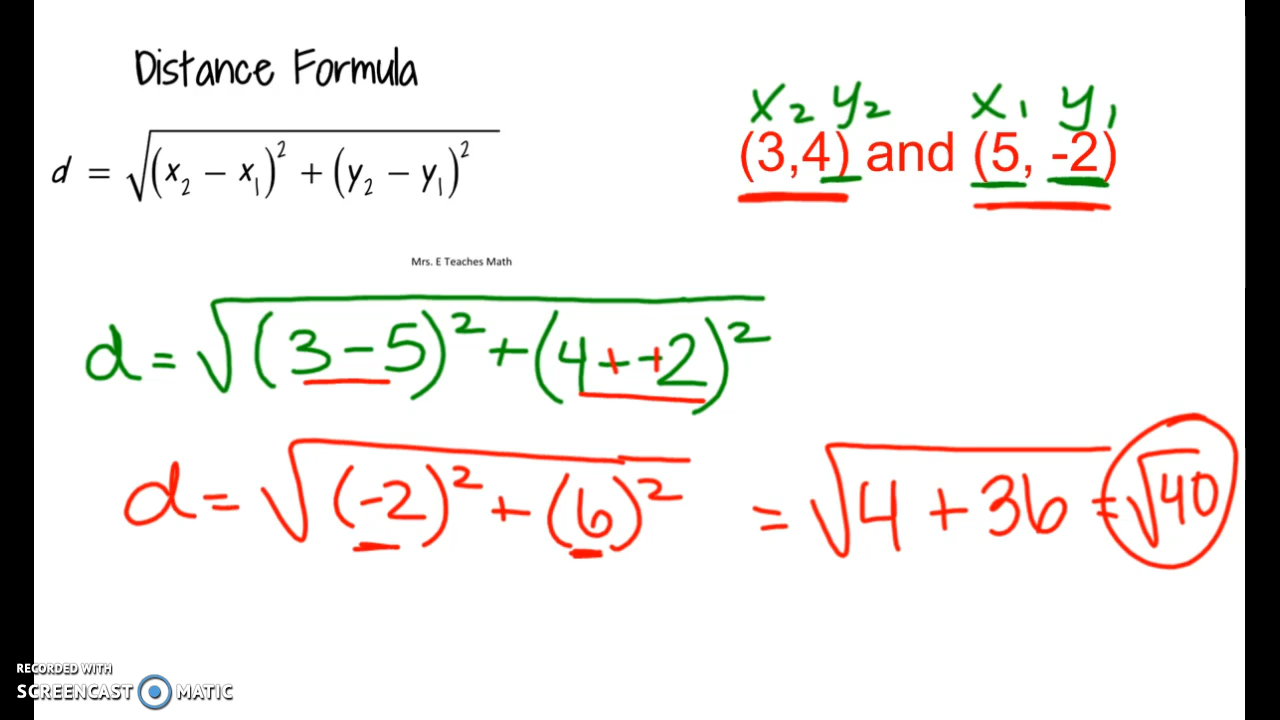 Distance Formula
x₂ y₂ x₁ y₁
d = √(x₂ − x₁)² + (y₂ − y₁)²
(3,4) and (5, -2)
Mrs. E Teaches Math
d = √(3 − 5)² + (4 + +2)²
d = √(-2)² + (6)² = √4 + 36 = √40
RECORDED WITH
SCREENCAST MATIC